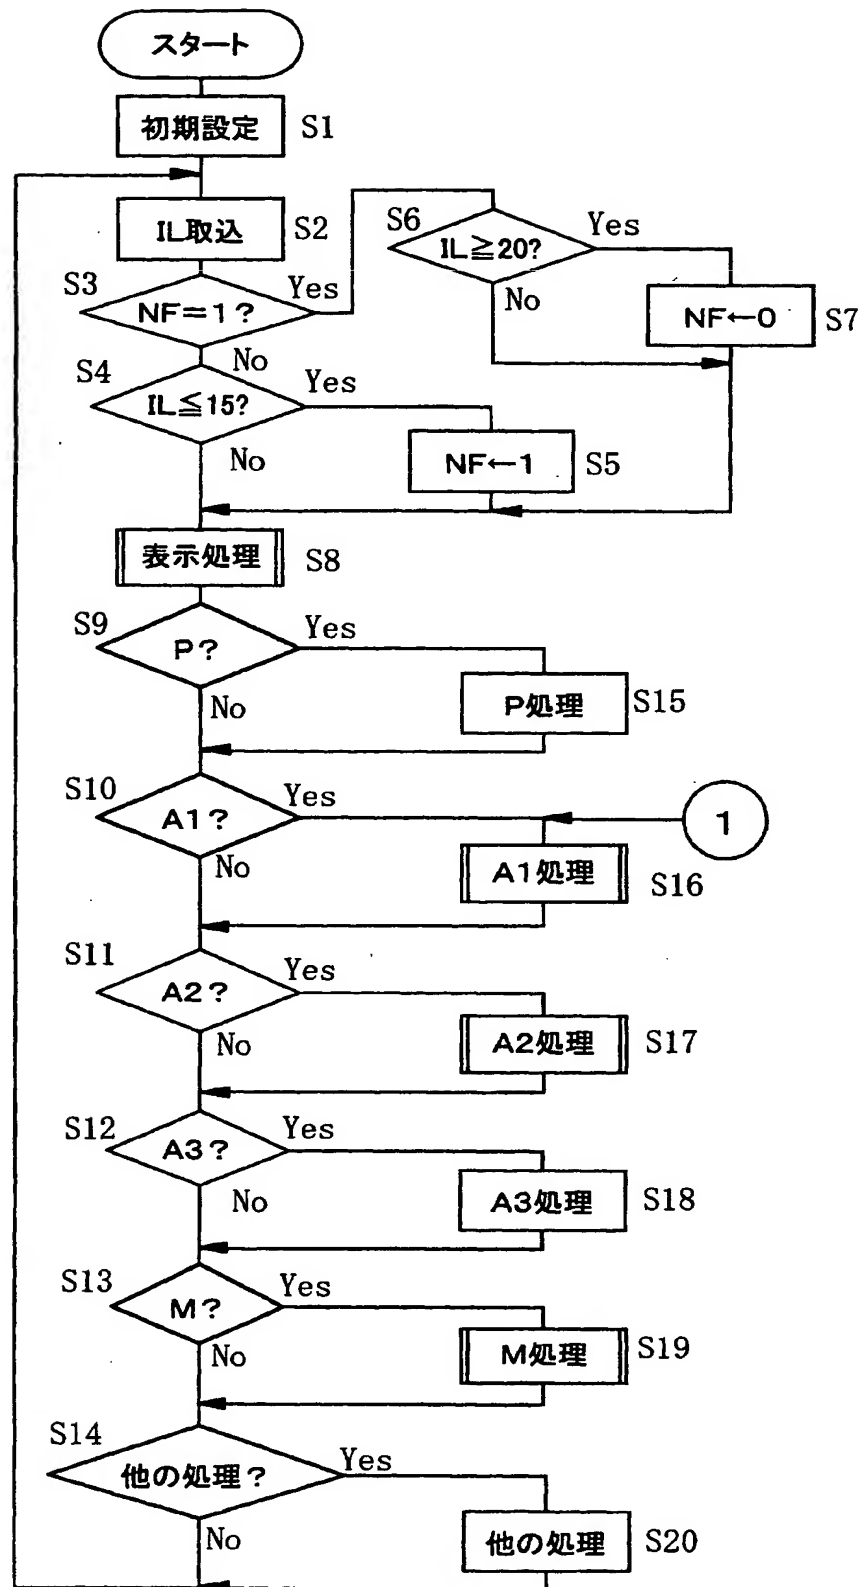 スタート
初期設定 S1
IL取込 S2
S3 NF=1? Yes
No
S6 IL≧20? Yes
No
NF←0 S7
S4 IL≦15? Yes
No
NF←1 S5
表示処理 S8
S9 P? Yes
No
P処理 S15
S10 A1? Yes
No
1
A1処理 S16
S11 A2? Yes
No
A2処理 S17
S12 A3? Yes
No
A3処理 S18
S13 M? Yes
No
M処理 S19
S14 他の処理? Yes
No
他の処理 S20